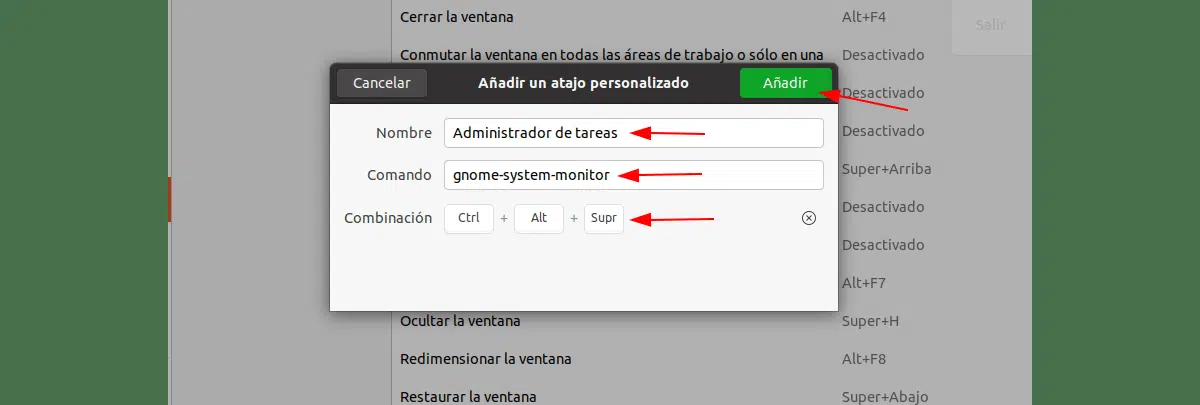 Cerrar la ventana Alt+F4
Salir
Conmutar la ventana en todas las áreas de trabajo o sólo en una Desactivado
Cancelar Añadir un atajo personalizado Añadir
Desactivado
Nombre Administrador de tareas
Desactivado
Comando gnome-system-monitor
Super+Arriba
Combinación Ctrl + Alt + Supr
Desactivado
Desactivado
Alt+F7
Ocultar la ventana Super+H
Redimensionar la ventana Alt+F8
Restaurar la ventana Super+Abajo